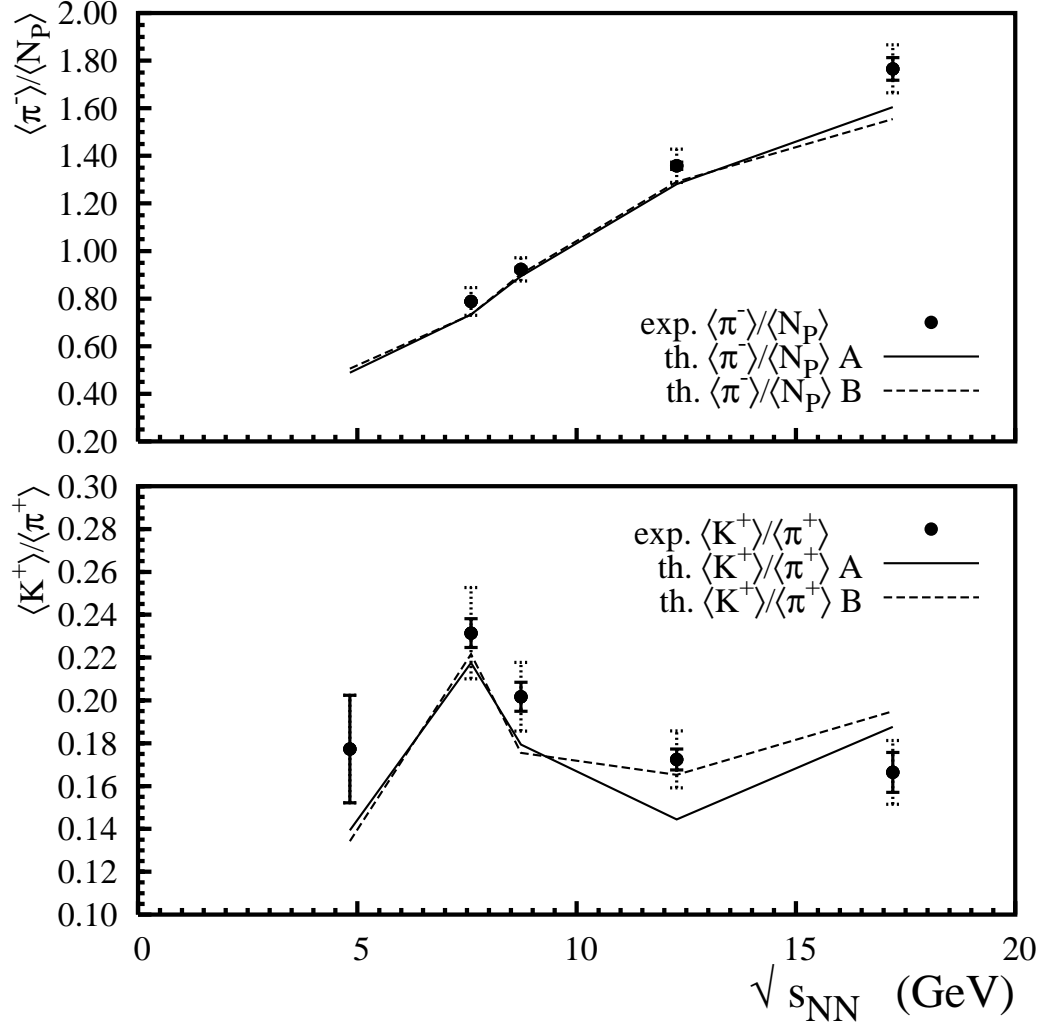 ⟨π⁻⟩/⟨N_P⟩
2.00
1.80
1.60
1.40
1.20
1.00
0.80
0.60
0.40
0.20
exp. ⟨π⁻⟩/⟨N_P⟩
th. ⟨π⁻⟩/⟨N_P⟩ A
th. ⟨π⁻⟩/⟨N_P⟩ B
⟨K⁺⟩/⟨π⁺⟩
0.30
0.28
0.26
0.24
0.22
0.20
0.18
0.16
0.14
0.12
0.10
exp. ⟨K⁺⟩/⟨π⁺⟩
th. ⟨K⁺⟩/⟨π⁺⟩ A
th. ⟨K⁺⟩/⟨π⁺⟩ B
0 5 10 15 20
√ s_NN (GeV)